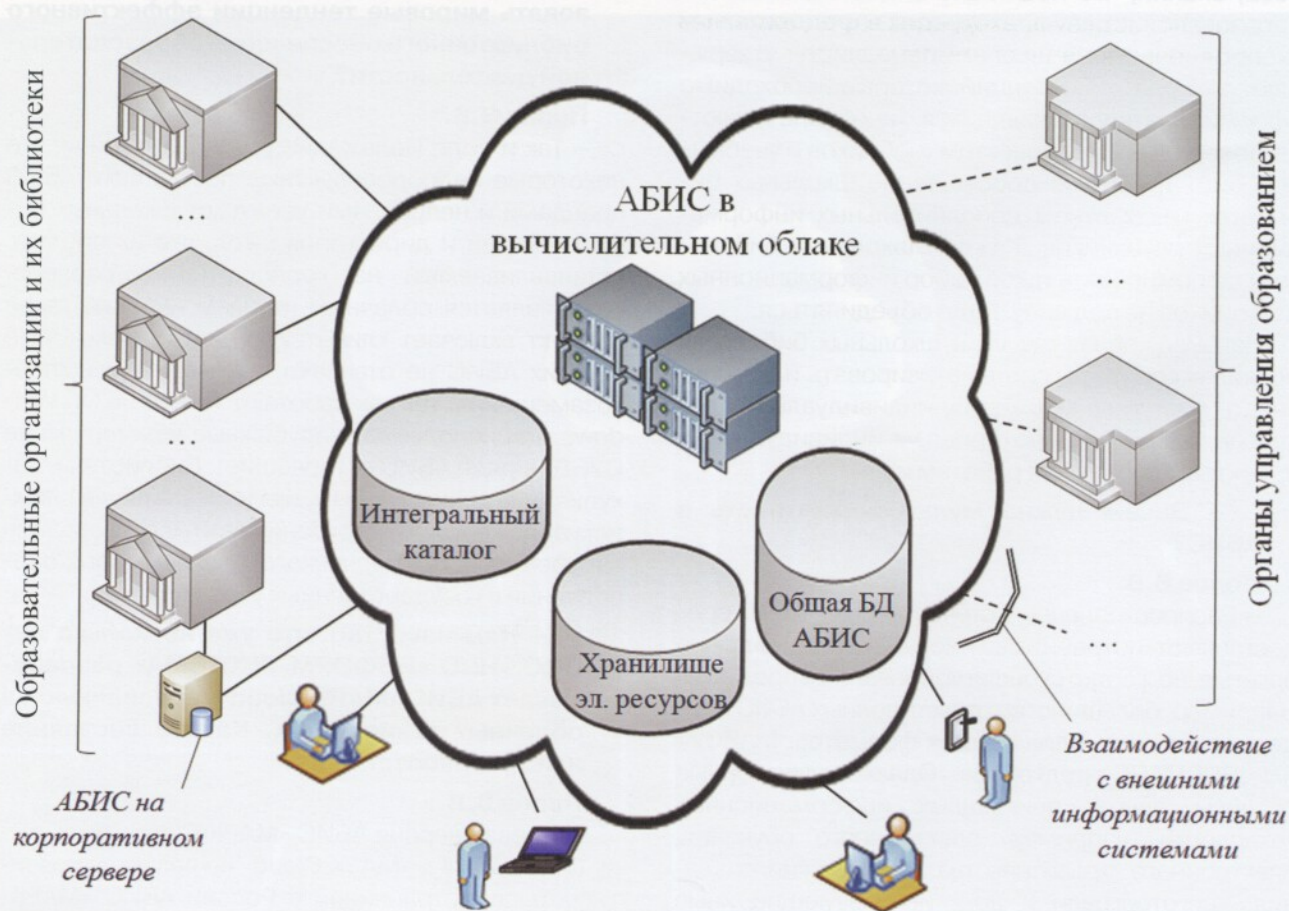 Образовательные организации и их библиотеки
....
...
АБИС в
вычислительном облаке
Интегральный
каталог
Хранилище
эл. ресурсов
Общая БД
АБИС
....
...
Органы управления образованием
АБИС на
корпоративном
сервере
Взаимодействие
с внешними
информационными
системами